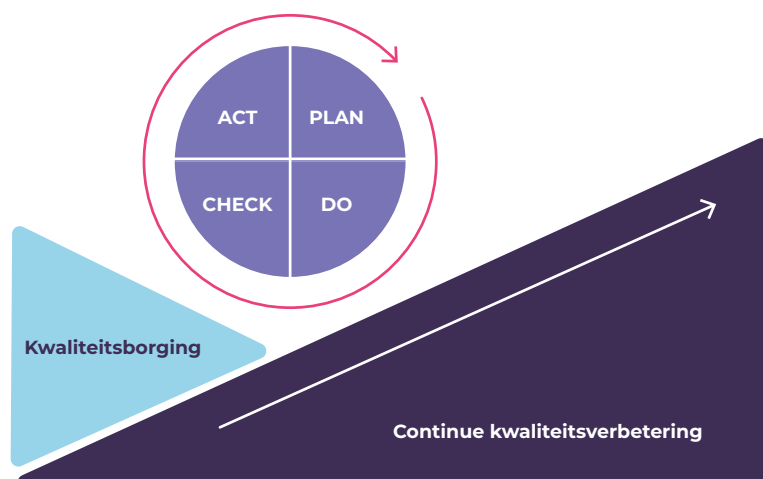 ACT
PLAN
CHECK
DO
Kwaliteitsborging
Continue kwaliteitsverbetering